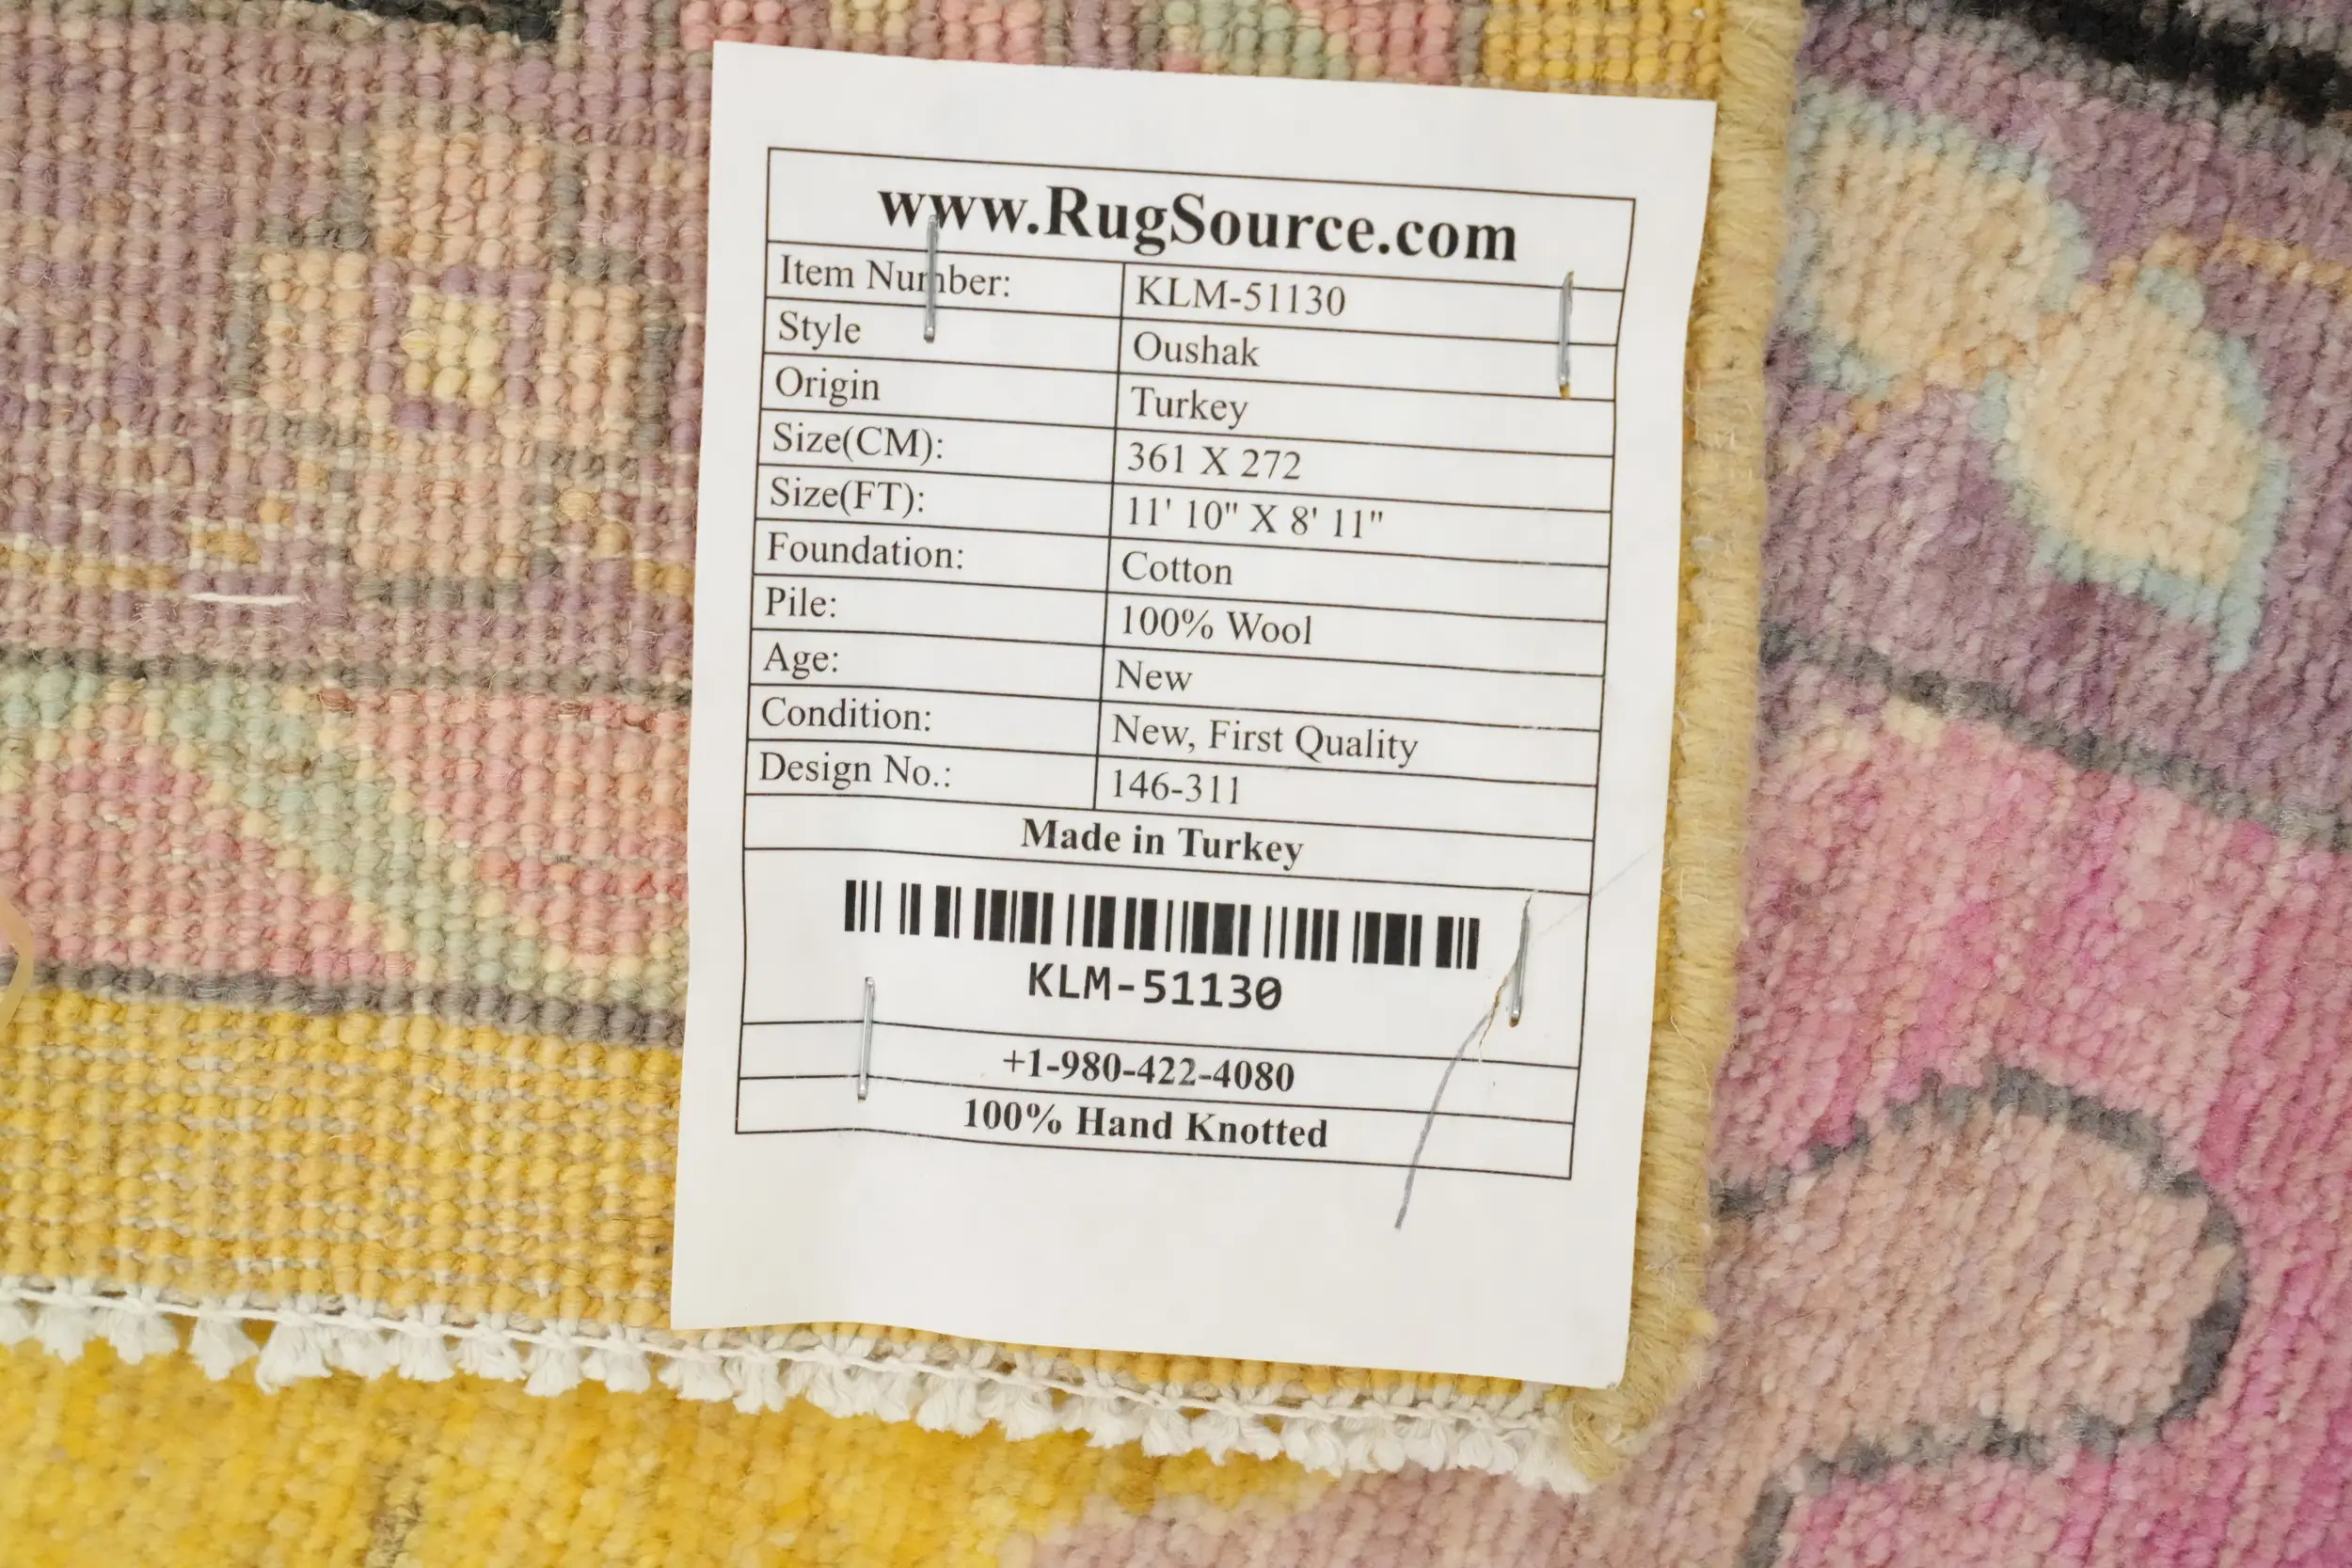 www.RugSource.com
Item Number: KLM-51130
Style Oushak
Origin Turkey
Size(CM): 361 X 272
Size(FT): 11' 10" X 8' 11"
Foundation: Cotton
Pile: 100% Wool
Age: New
Condition: New, First Quality
Design No.: 146-311
Made in Turkey
KLM-51130
+1-980-422-4080
100% Hand Knotted